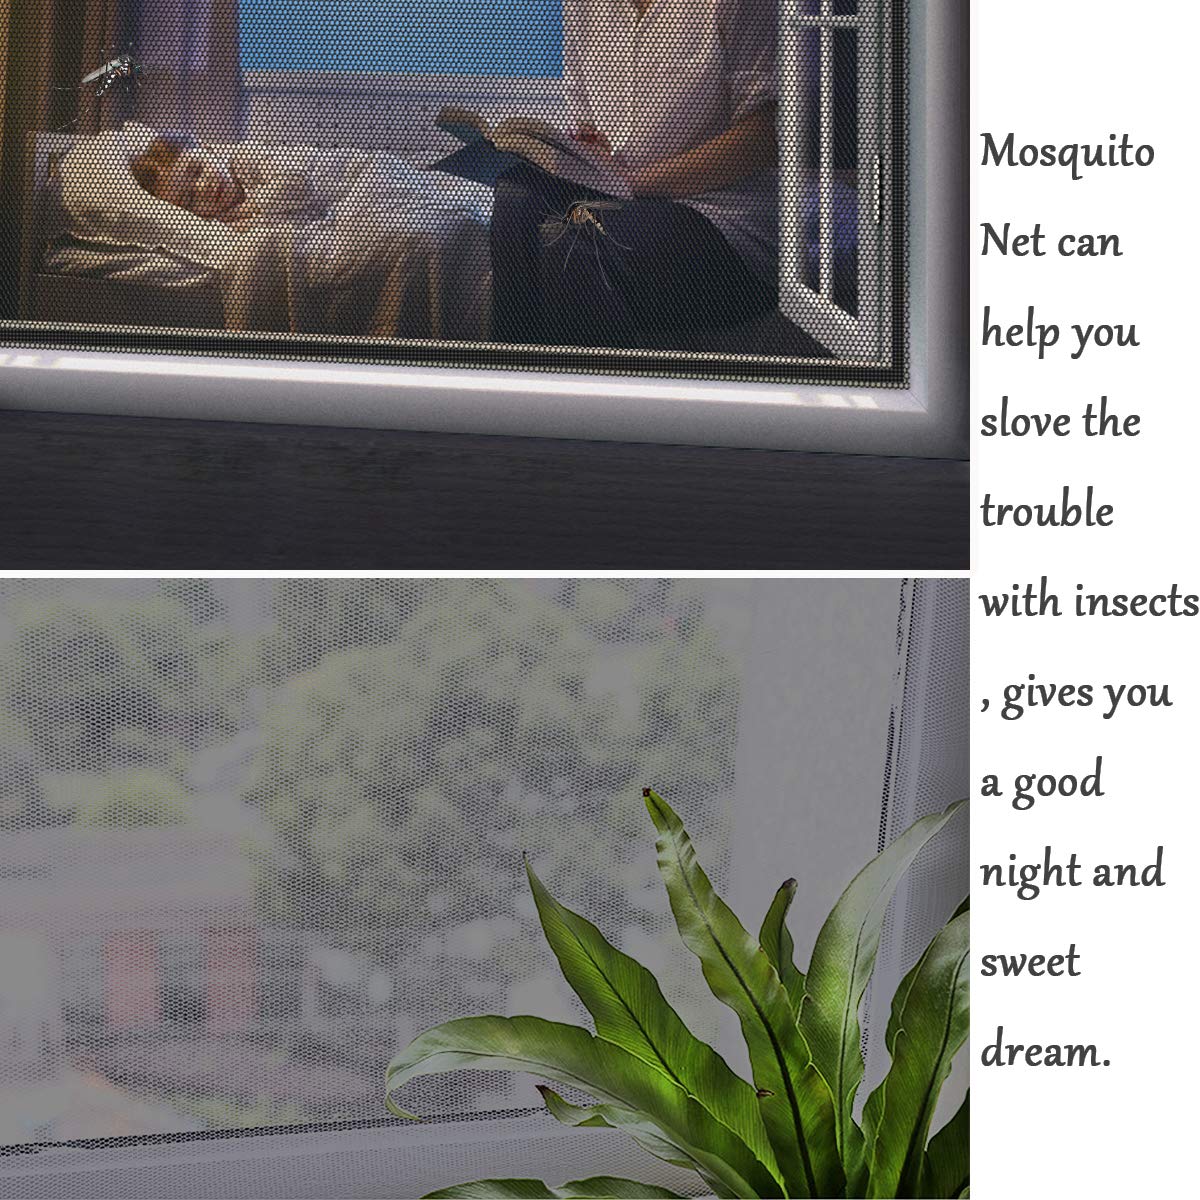 Mosquito
Net can
help you
slove the
trouble
with insects
, gives you
a good
night and
sweet
dream.